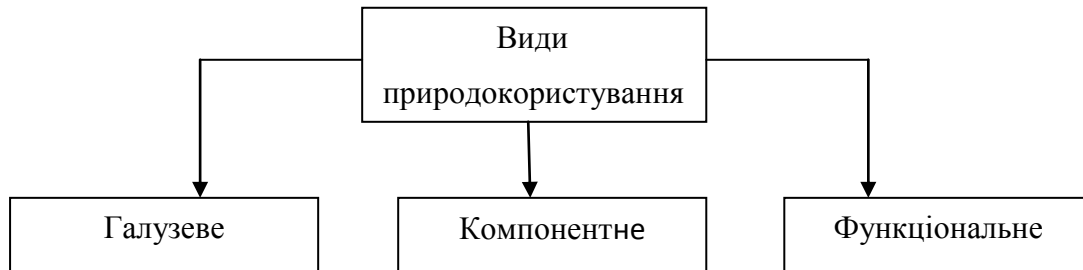 Види
природокористування
Галузеве
Компонентне
Функціональне